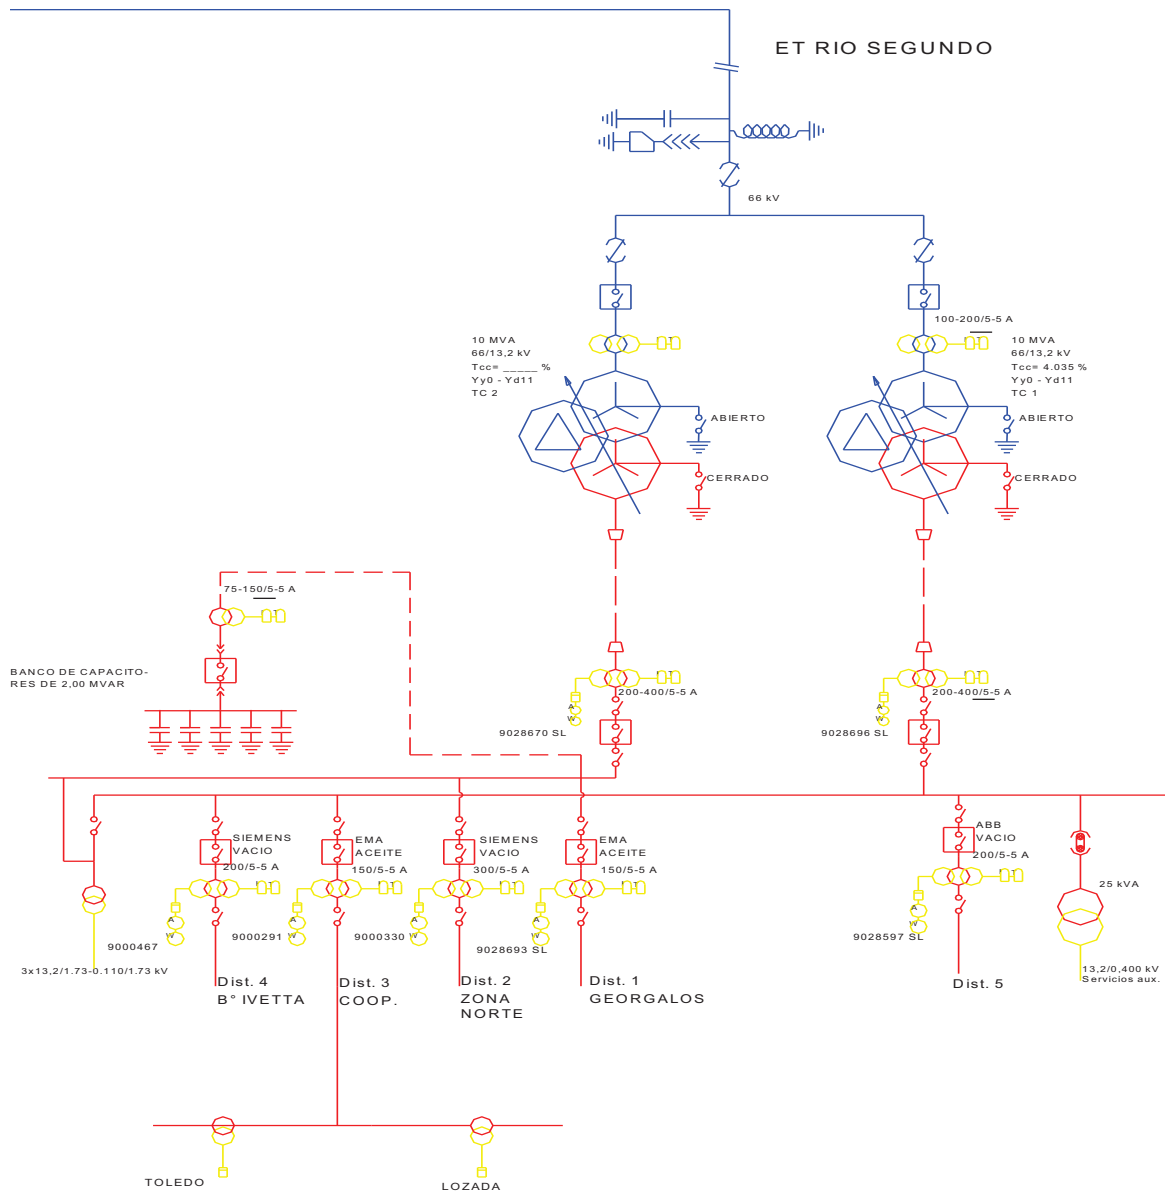 ET RIO SEGUNDO
66 kV
100-200/5-5 A
10 MVA
66/13,2 kV
Tcc= _____ %
Yy0 - Yd11
TC 2
10 MVA
66/13,2 kV
Tcc= 4.035 %
Yy0 - Yd11
TC 1
ABIERTO
ABIERTO
CERRADO
CERRADO
75-150/5-5 A
BANCO DE CAPACITO-
RES DE 2,00 MVAR
200-400/5-5 A
200-400/5-5 A
A
W
A
W
9028670 SL
9028696 SL
SIEMENS
VACIO
200/5-5 A
EMA
ACEITE
150/5-5 A
SIEMENS
VACIO
300/5-5 A
EMA
ACEITE
150/5-5 A
ABB
VACIO
200/5-5 A
25 kVA
A
W
A
W
A
W
A
W
A
W
9000467
9000291
9000330
9028693 SL
9028597 SL
3x13,2/1.73-0.110/1.73 kV
13,2/0,400 kV
Servicios aux.
Dist. 4
B° IVETTA
Dist. 3
COOP.
Dist. 2
ZONA
NORTE
Dist. 1
GEORGALOS
Dist. 5
TOLEDO
LOZADA